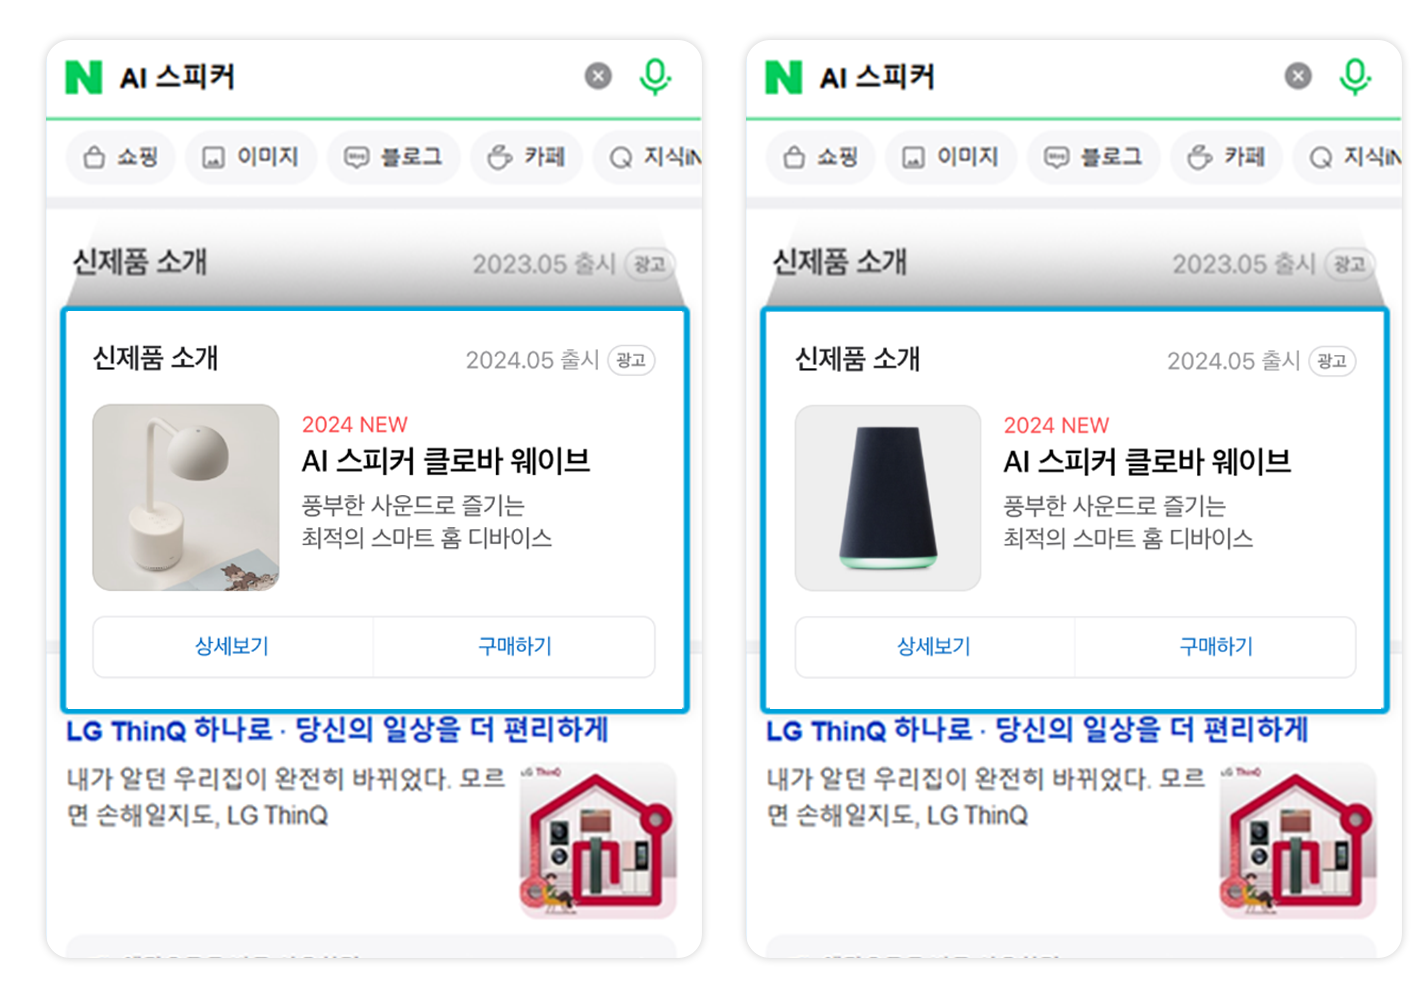 N AI 스피커
쇼핑 이미지 블로그 카페 지식iN
신제품 소개 2023.05 출시 광고
신제품 소개 2024.05 출시 광고
2024 NEW
AI 스피커 클로바 웨이브
풍부한 사운드로 즐기는
최적의 스마트 홈 디바이스
상세보기 구매하기
LG ThinQ 하나로 · 당신의 일상을 더 편리하게
내가 알던 우리집이 완전히 바뀌었다. 모르
면 손해일지도, LG ThinQ
LG ThinQ
N AI 스피커
쇼핑 이미지 블로그 카페 지식iN
신제품 소개 2023.05 출시 광고
신제품 소개 2024.05 출시 광고
2024 NEW
AI 스피커 클로바 웨이브
풍부한 사운드로 즐기는
최적의 스마트 홈 디바이스
상세보기 구매하기
LG ThinQ 하나로 · 당신의 일상을 더 편리하게
내가 알던 우리집이 완전히 바뀌었다. 모르
면 손해일지도, LG ThinQ
LG ThinQ